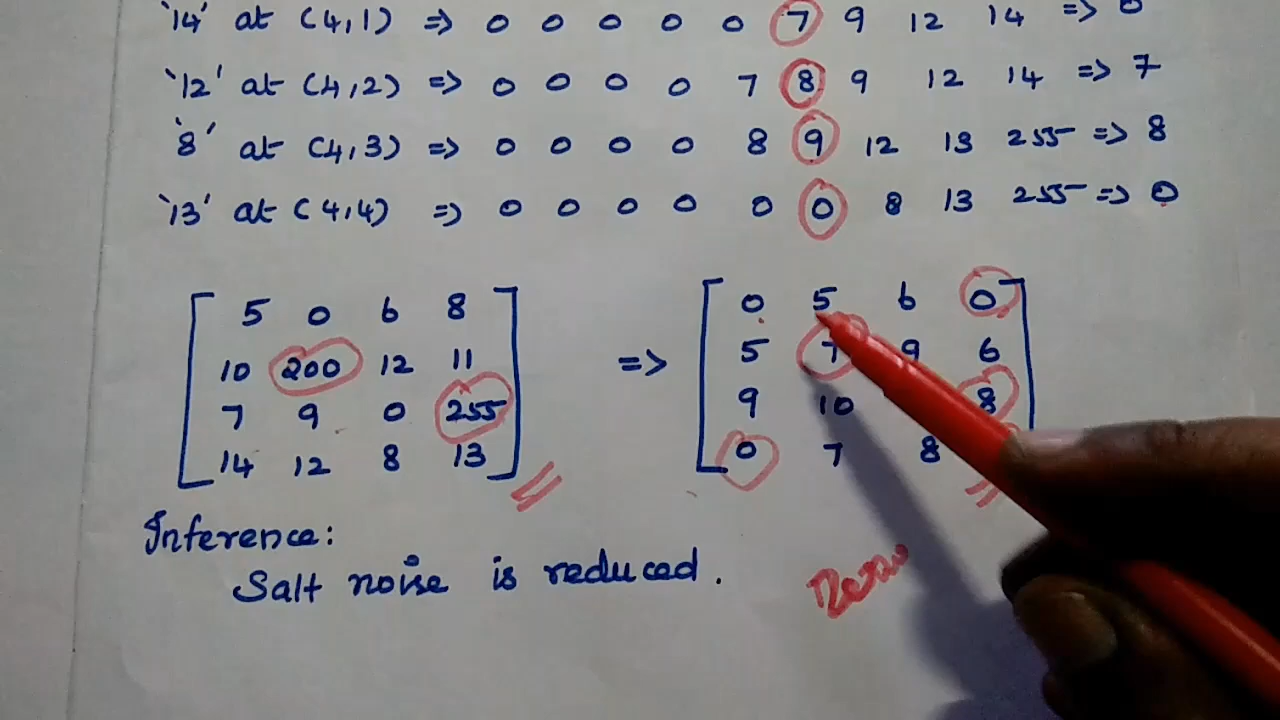 '14' at (4,1) => 0 0 0 0 0 7 9 12 14 => 0
'12' at (4,2) => 0 0 0 0 7 8 9 12 14 => 7
'8' at (4,3) => 0 0 0 0 8 9 12 13 255 => 8
'13' at (4,4) => 0 0 0 0 0 0 8 13 255 => 0
5 0 6 8
10 200 12 11
7 9 0 255
14 12 8 13
=>
0 5 6 0
5 7 9 6
9 10 8
0 7 8
Inference:
Salt noise is reduced.